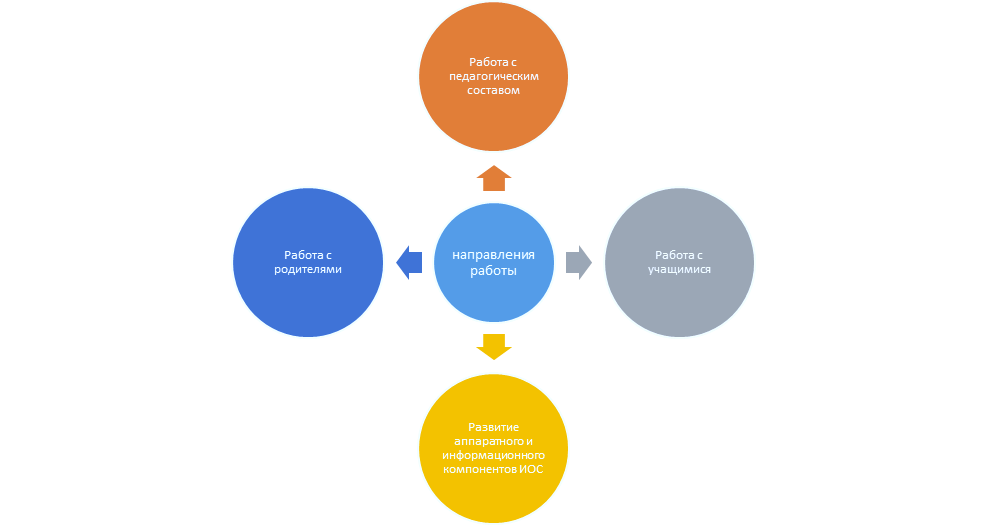 Работа с
педагогическим
составом
Работа с
родителями
направления
работы
Работа с
учащимися
Развитие
аппаратного и
информационного
компонентов ИОС